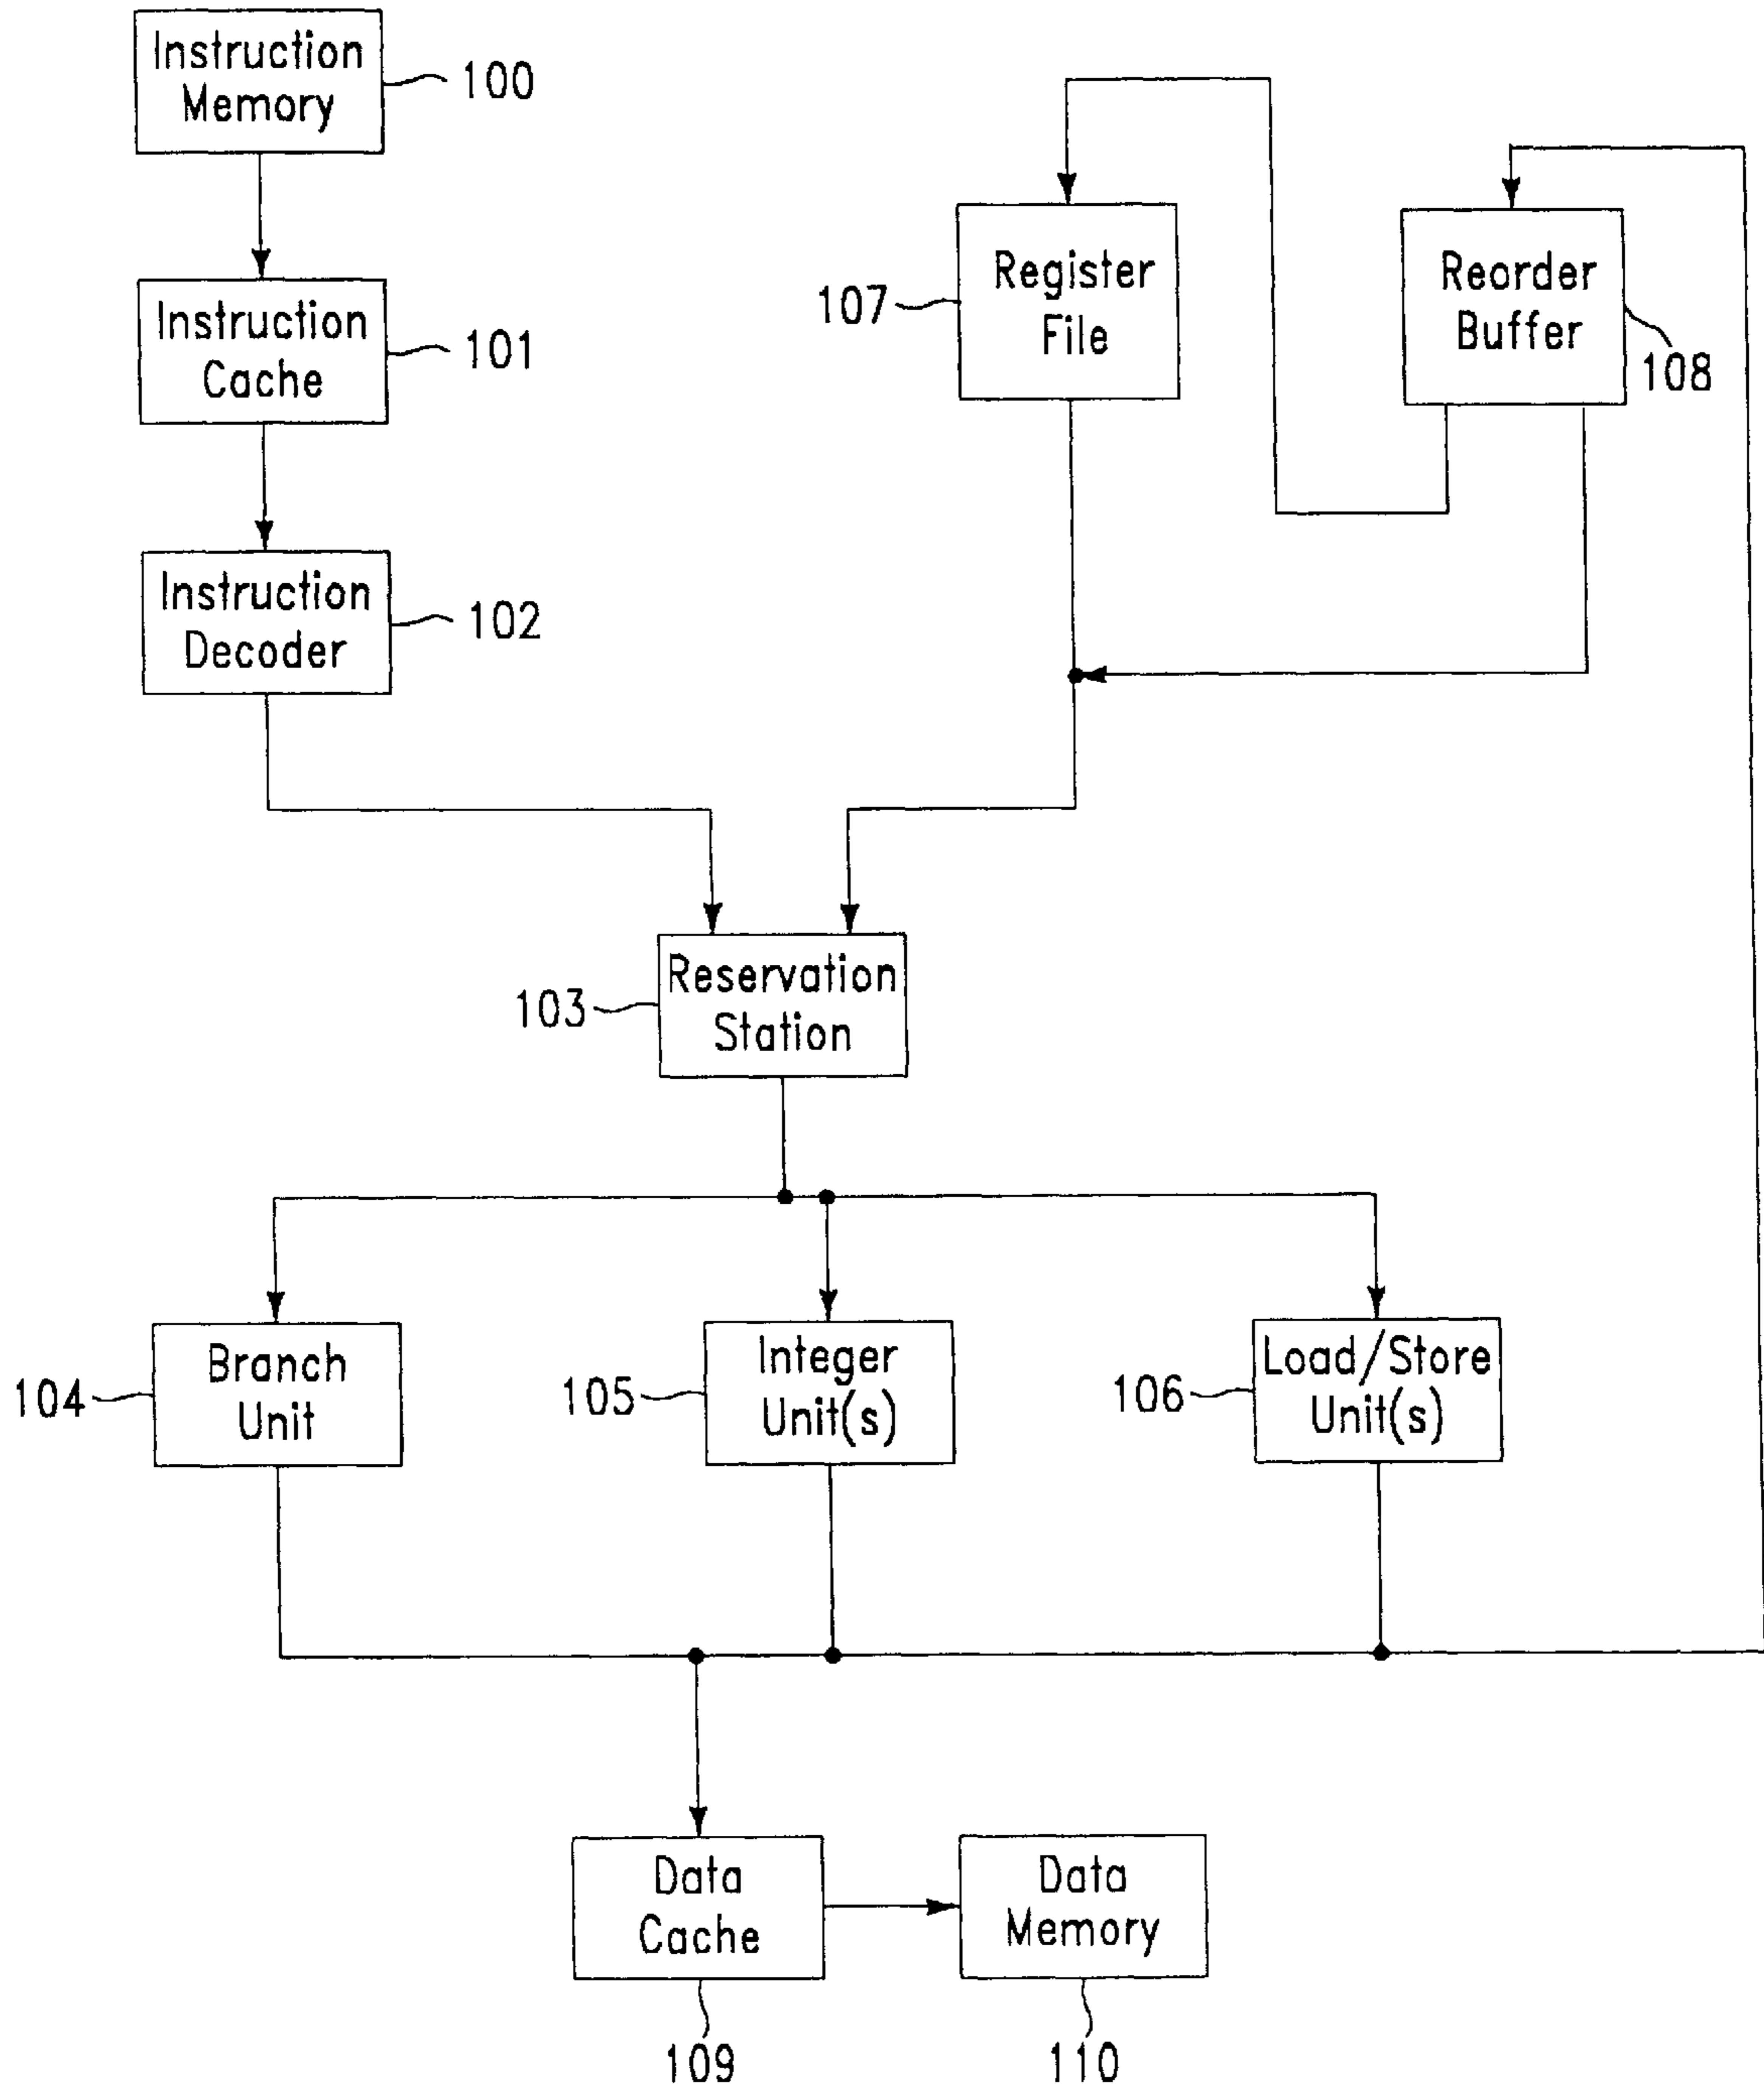 Instruction
Memory
100
Instruction
Cache
101
Instruction
Decoder
102
107
Register
File
Reorder
Buffer
108
103
Reservation
Station
104
Branch
Unit
105
Integer
Unit(s)
106
Load/Store
Unit(s)
Data
Cache
109
Data
Memory
110